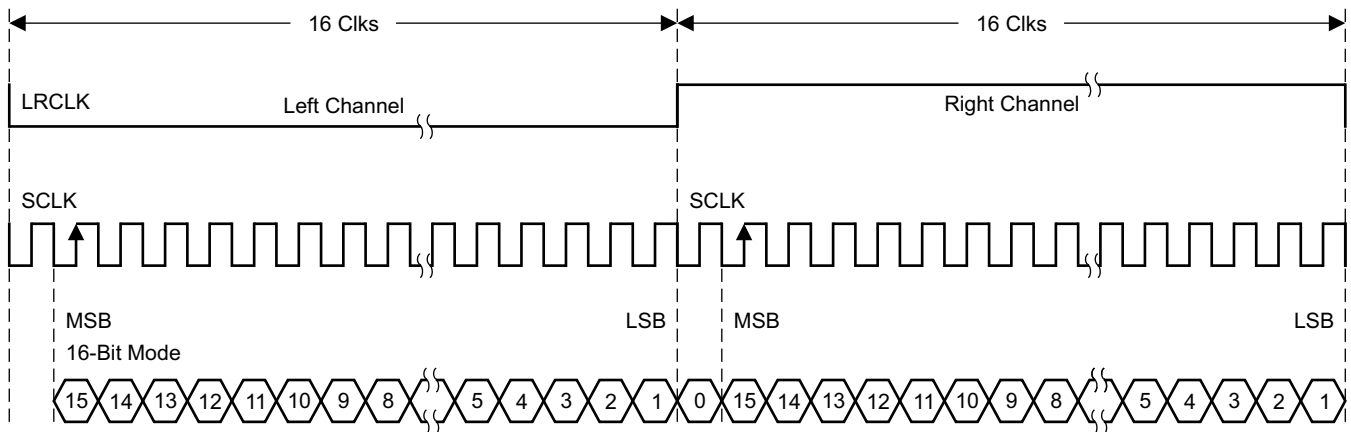 16 Clks 16 Clks
LRCLK Left Channel Right Channel
SCLK SCLK
MSB LSB MSB LSB
16-Bit Mode
15 14 13 12 11 10 9 8 5 4 3 2 1 0 15 14 13 12 11 10 9 8 5 4 3 2 1